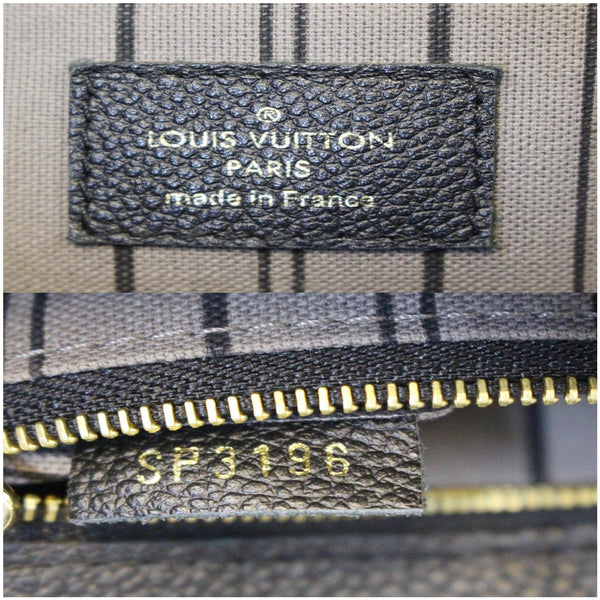 ®
LOUIS VUITTON
PARIS
made in France
SP3196